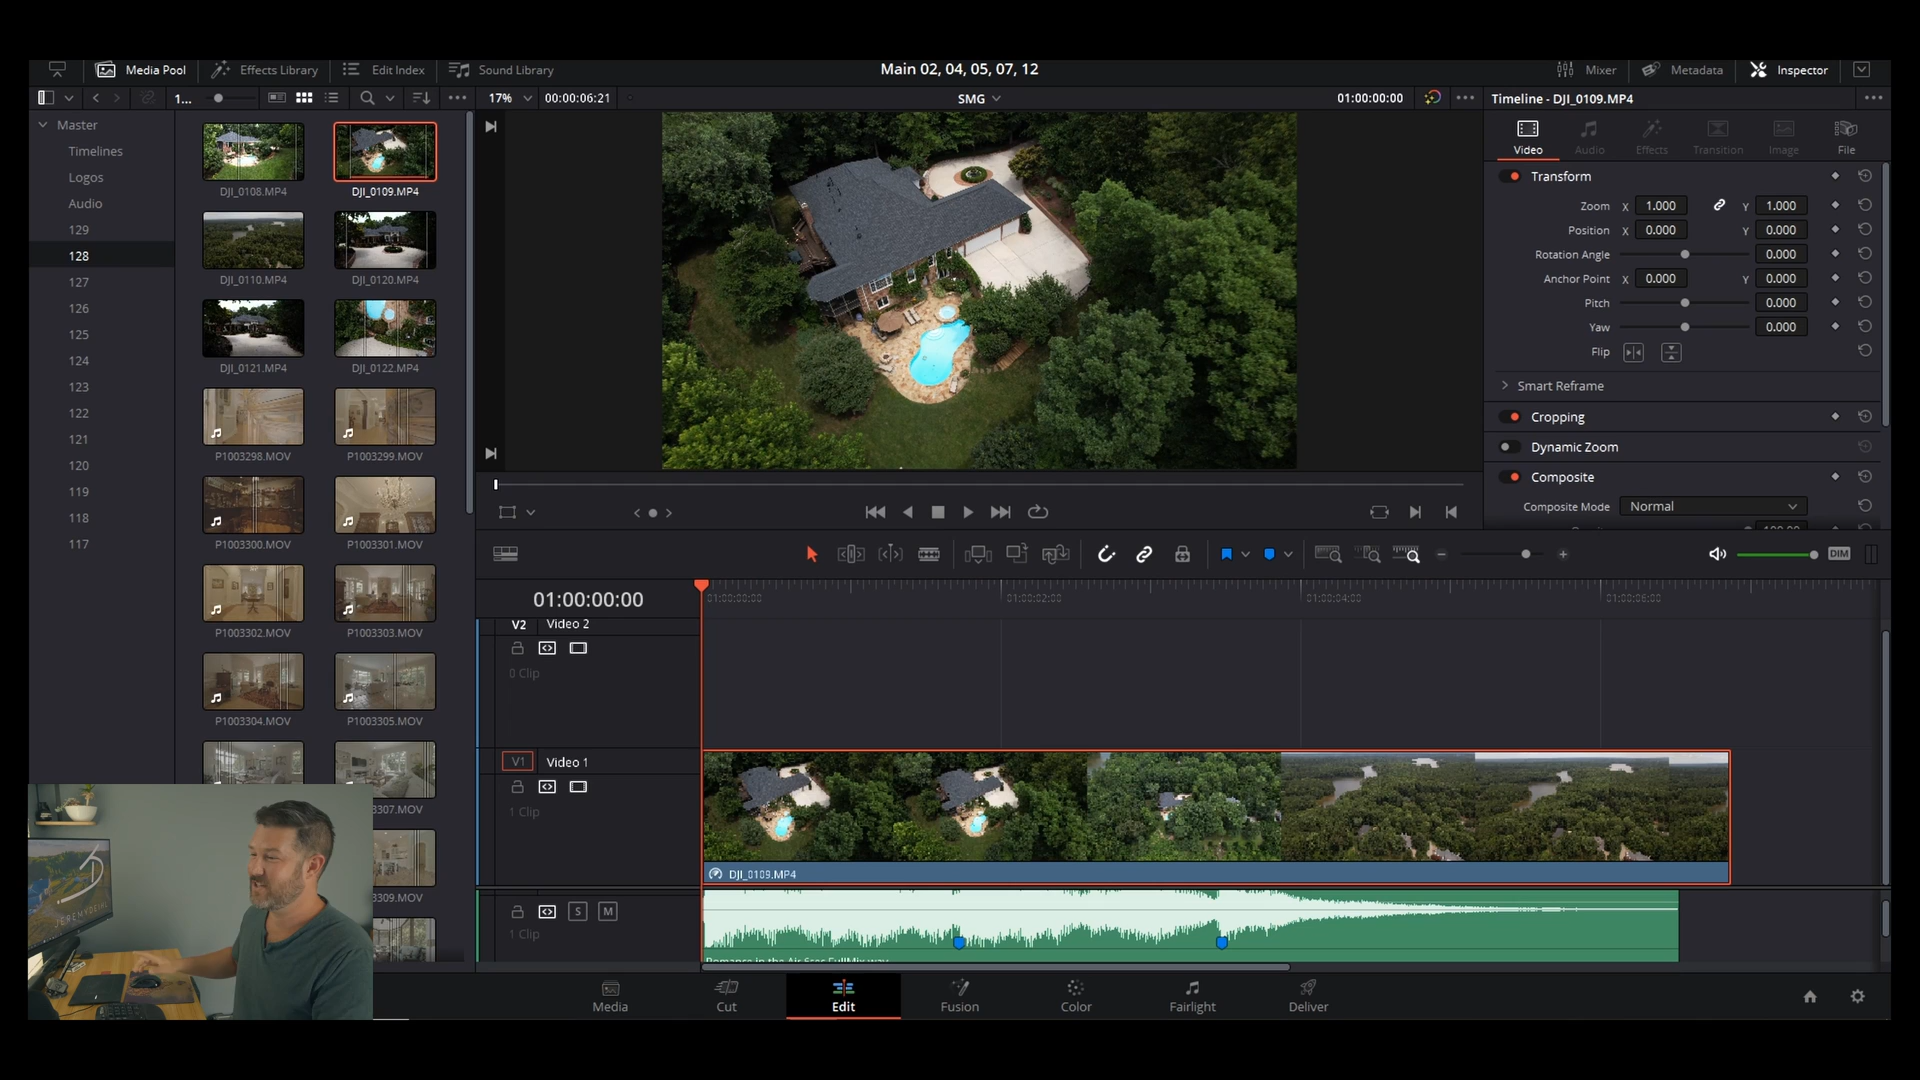 Media Pool
Effects Library
Edit Index
Sound Library
Main 02, 04, 05, 07, 12
Mixer
Metadata
Inspector
1...
17%
00:00:06:21
SMG
01:00:00:00
Timeline - DJI_0109.MP4
Master
Timelines
Logos
Audio
129
128
127
126
125
124
123
122
121
120
119
118
117
DJI_0108.MP4
DJI_0109.MP4
DJI_0110.MP4
DJI_0120.MP4
DJI_0121.MP4
DJI_0122.MP4
P1003298.MOV
P1003299.MOV
P1003300.MOV
P1003301.MOV
P1003302.MOV
P1003303.MOV
P1003304.MOV
P1003305.MOV
3307.MOV
3309.MOV
Video
Audio
Effects
Transition
Image
File
Transform
Zoom X 1.000 Y 1.000
Position X 0.000 Y 0.000
Rotation Angle 0.000
Anchor Point X 0.000 Y 0.000
Pitch 0.000
Yaw 0.000
Flip
Smart Reframe
Cropping
Dynamic Zoom
Composite
Composite Mode Normal
DIM
01:00:00:00
01:00:00:00
01:00:02:00
01:00:04:00
01:00:06:00
V2 Video 2
0 Clip
V1 Video 1
1 Clip
DJI_0109.MP4
S M
1 Clip
Romance in the Air 6sec FullMix.wav
JEREMY DEIHL
Media
Cut
Edit
Fusion
Color
Fairlight
Deliver